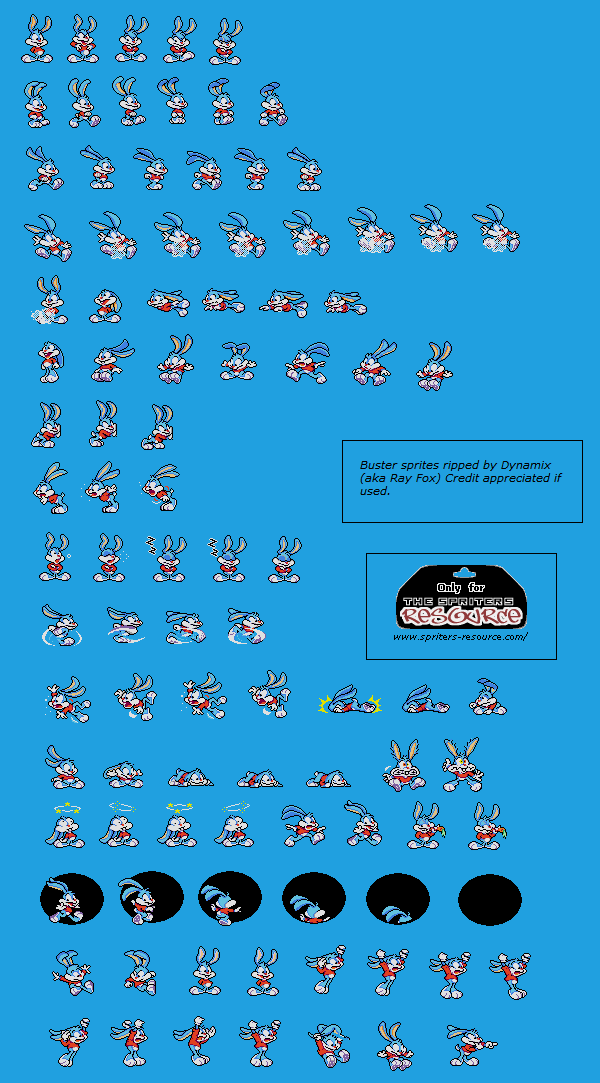 Buster sprites ripped by Dynamix
(aka Ray Fox) Credit appreciated if
used.
Only for
THE SPRITERS
RESOURCE
www.spriters-resource.com/